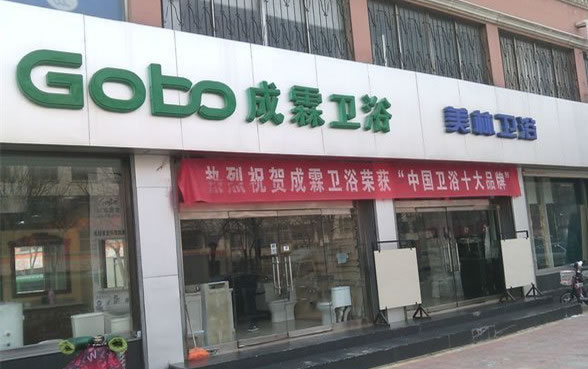 Gobo 成霖卫浴
美林卫浴
热烈祝贺成霖卫浴荣获“中国卫浴十大品牌”